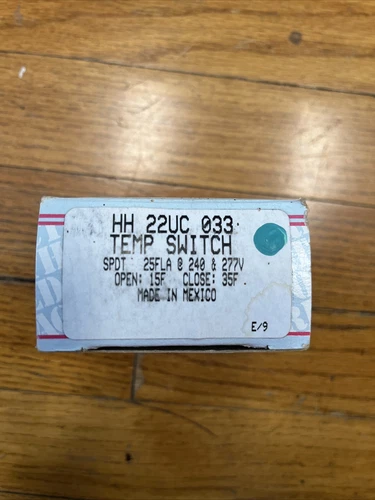 HH 22UC 033
TEMP SWITCH
SPDT 25FLA @ 240 & 277V
OPEN: 15F CLOSE: 35F
MADE IN MEXICO
E/9